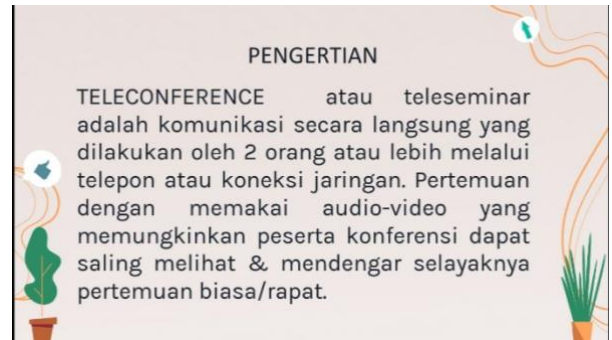 PENGERTIAN
TELECONFERENCE atau teleseminar
adalah komunikasi secara langsung yang
dilakukan oleh 2 orang atau lebih melalui
telepon atau koneksi jaringan. Pertemuan
dengan memakai audio-video yang
memungkinkan peserta konferensi dapat
saling melihat & mendengar selayaknya
pertemuan biasa/rapat.